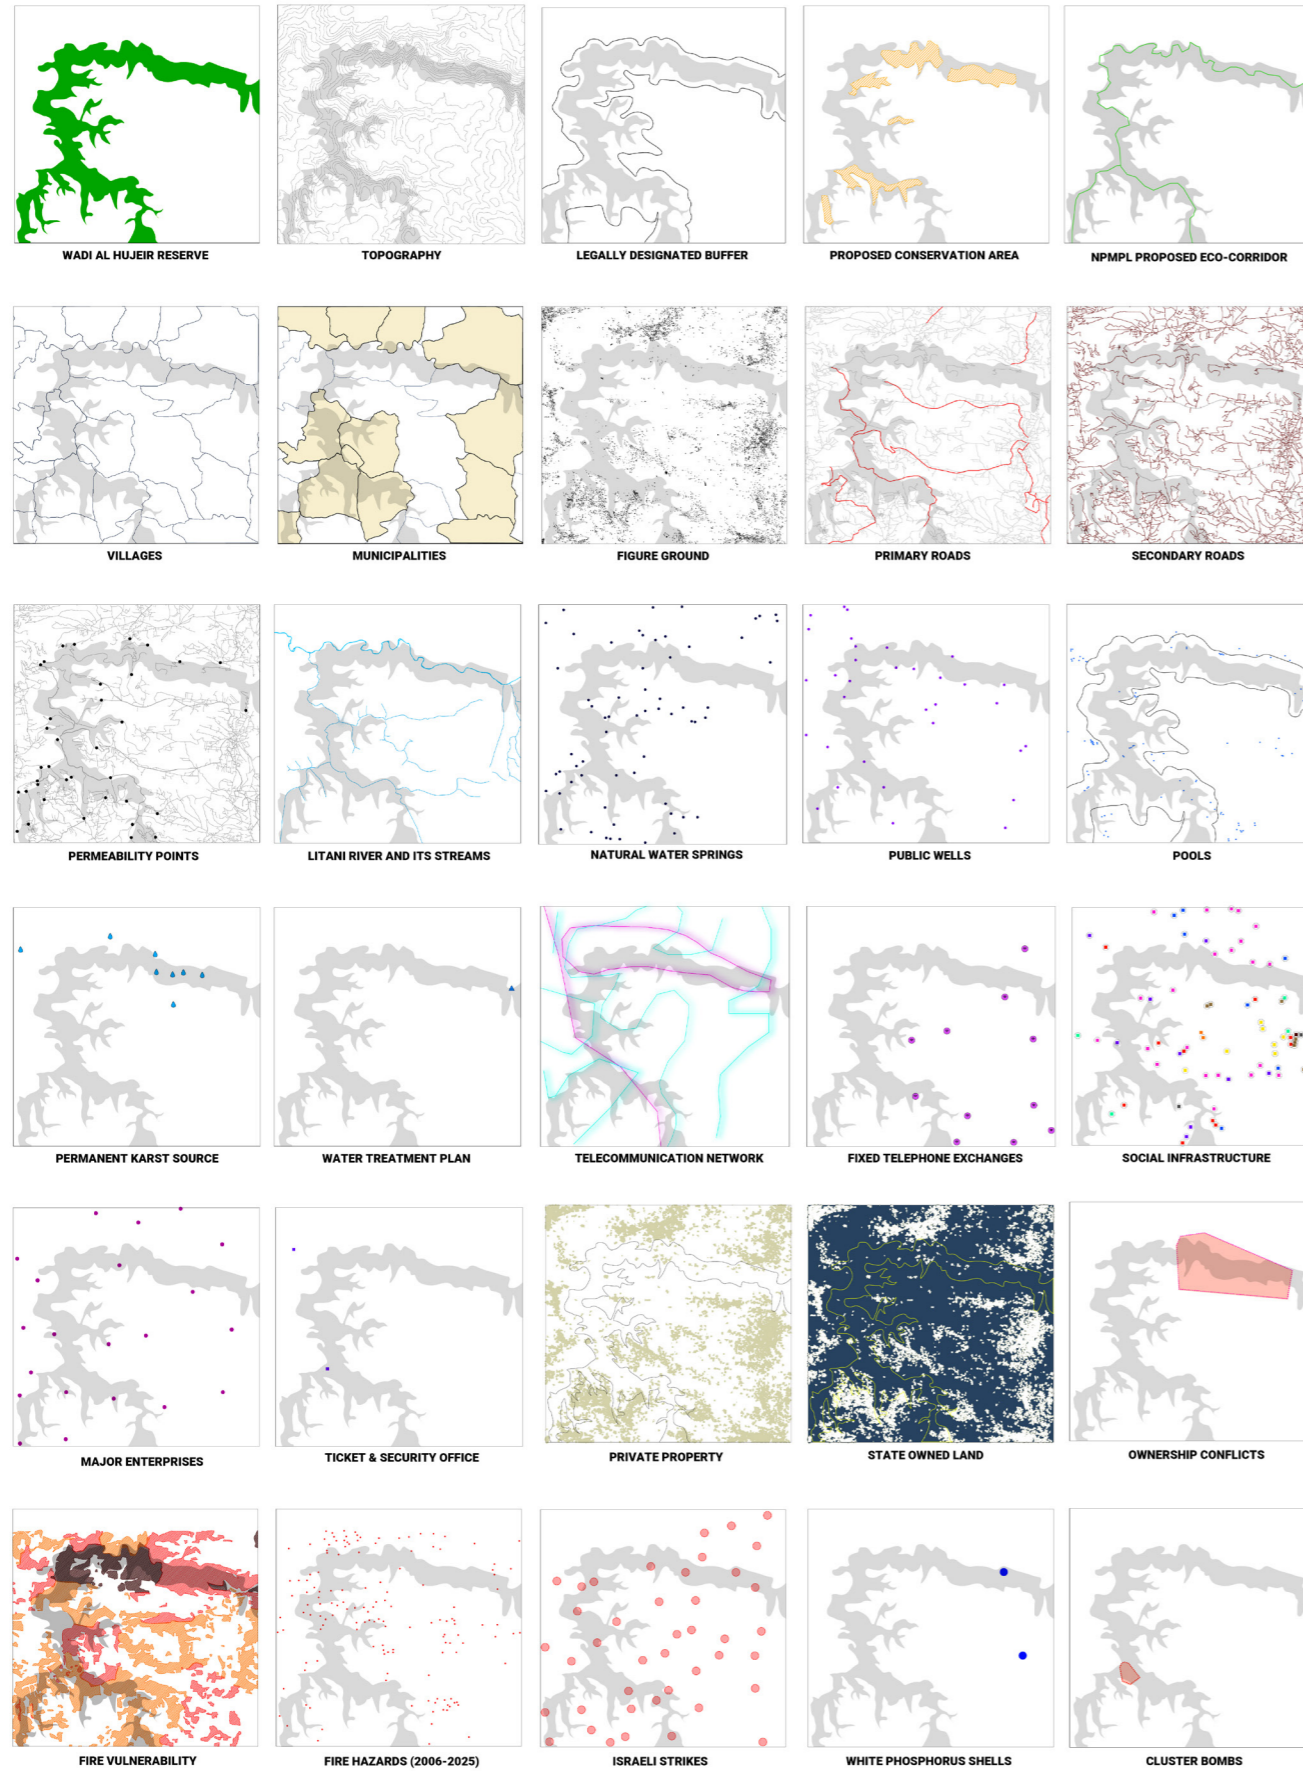 WADI AL HUJEIR RESERVE
TOPOGRAPHY
LEGALLY DESIGNATED BUFFER
PROPOSED CONSERVATION AREA
NPMPL PROPOSED ECO-CORRIDOR
VILLAGES
MUNICIPALITIES
FIGURE GROUND
PRIMARY ROADS
SECONDARY ROADS
PERMEABILITY POINTS
LITANI RIVER AND ITS STREAMS
NATURAL WATER SPRINGS
PUBLIC WELLS
POOLS
PERMANENT KARST SOURCE
WATER TREATMENT PLAN
TELECOMMUNICATION NETWORK
FIXED TELEPHONE EXCHANGES
SOCIAL INFRASTRUCTURE
MAJOR ENTERPRISES
TICKET & SECURITY OFFICE
PRIVATE PROPERTY
STATE OWNED LAND
OWNERSHIP CONFLICTS
FIRE VULNERABILITY
FIRE HAZARDS (2006-2025)
ISRAELI STRIKES
WHITE PHOSPHORUS SHELLS
CLUSTER BOMBS